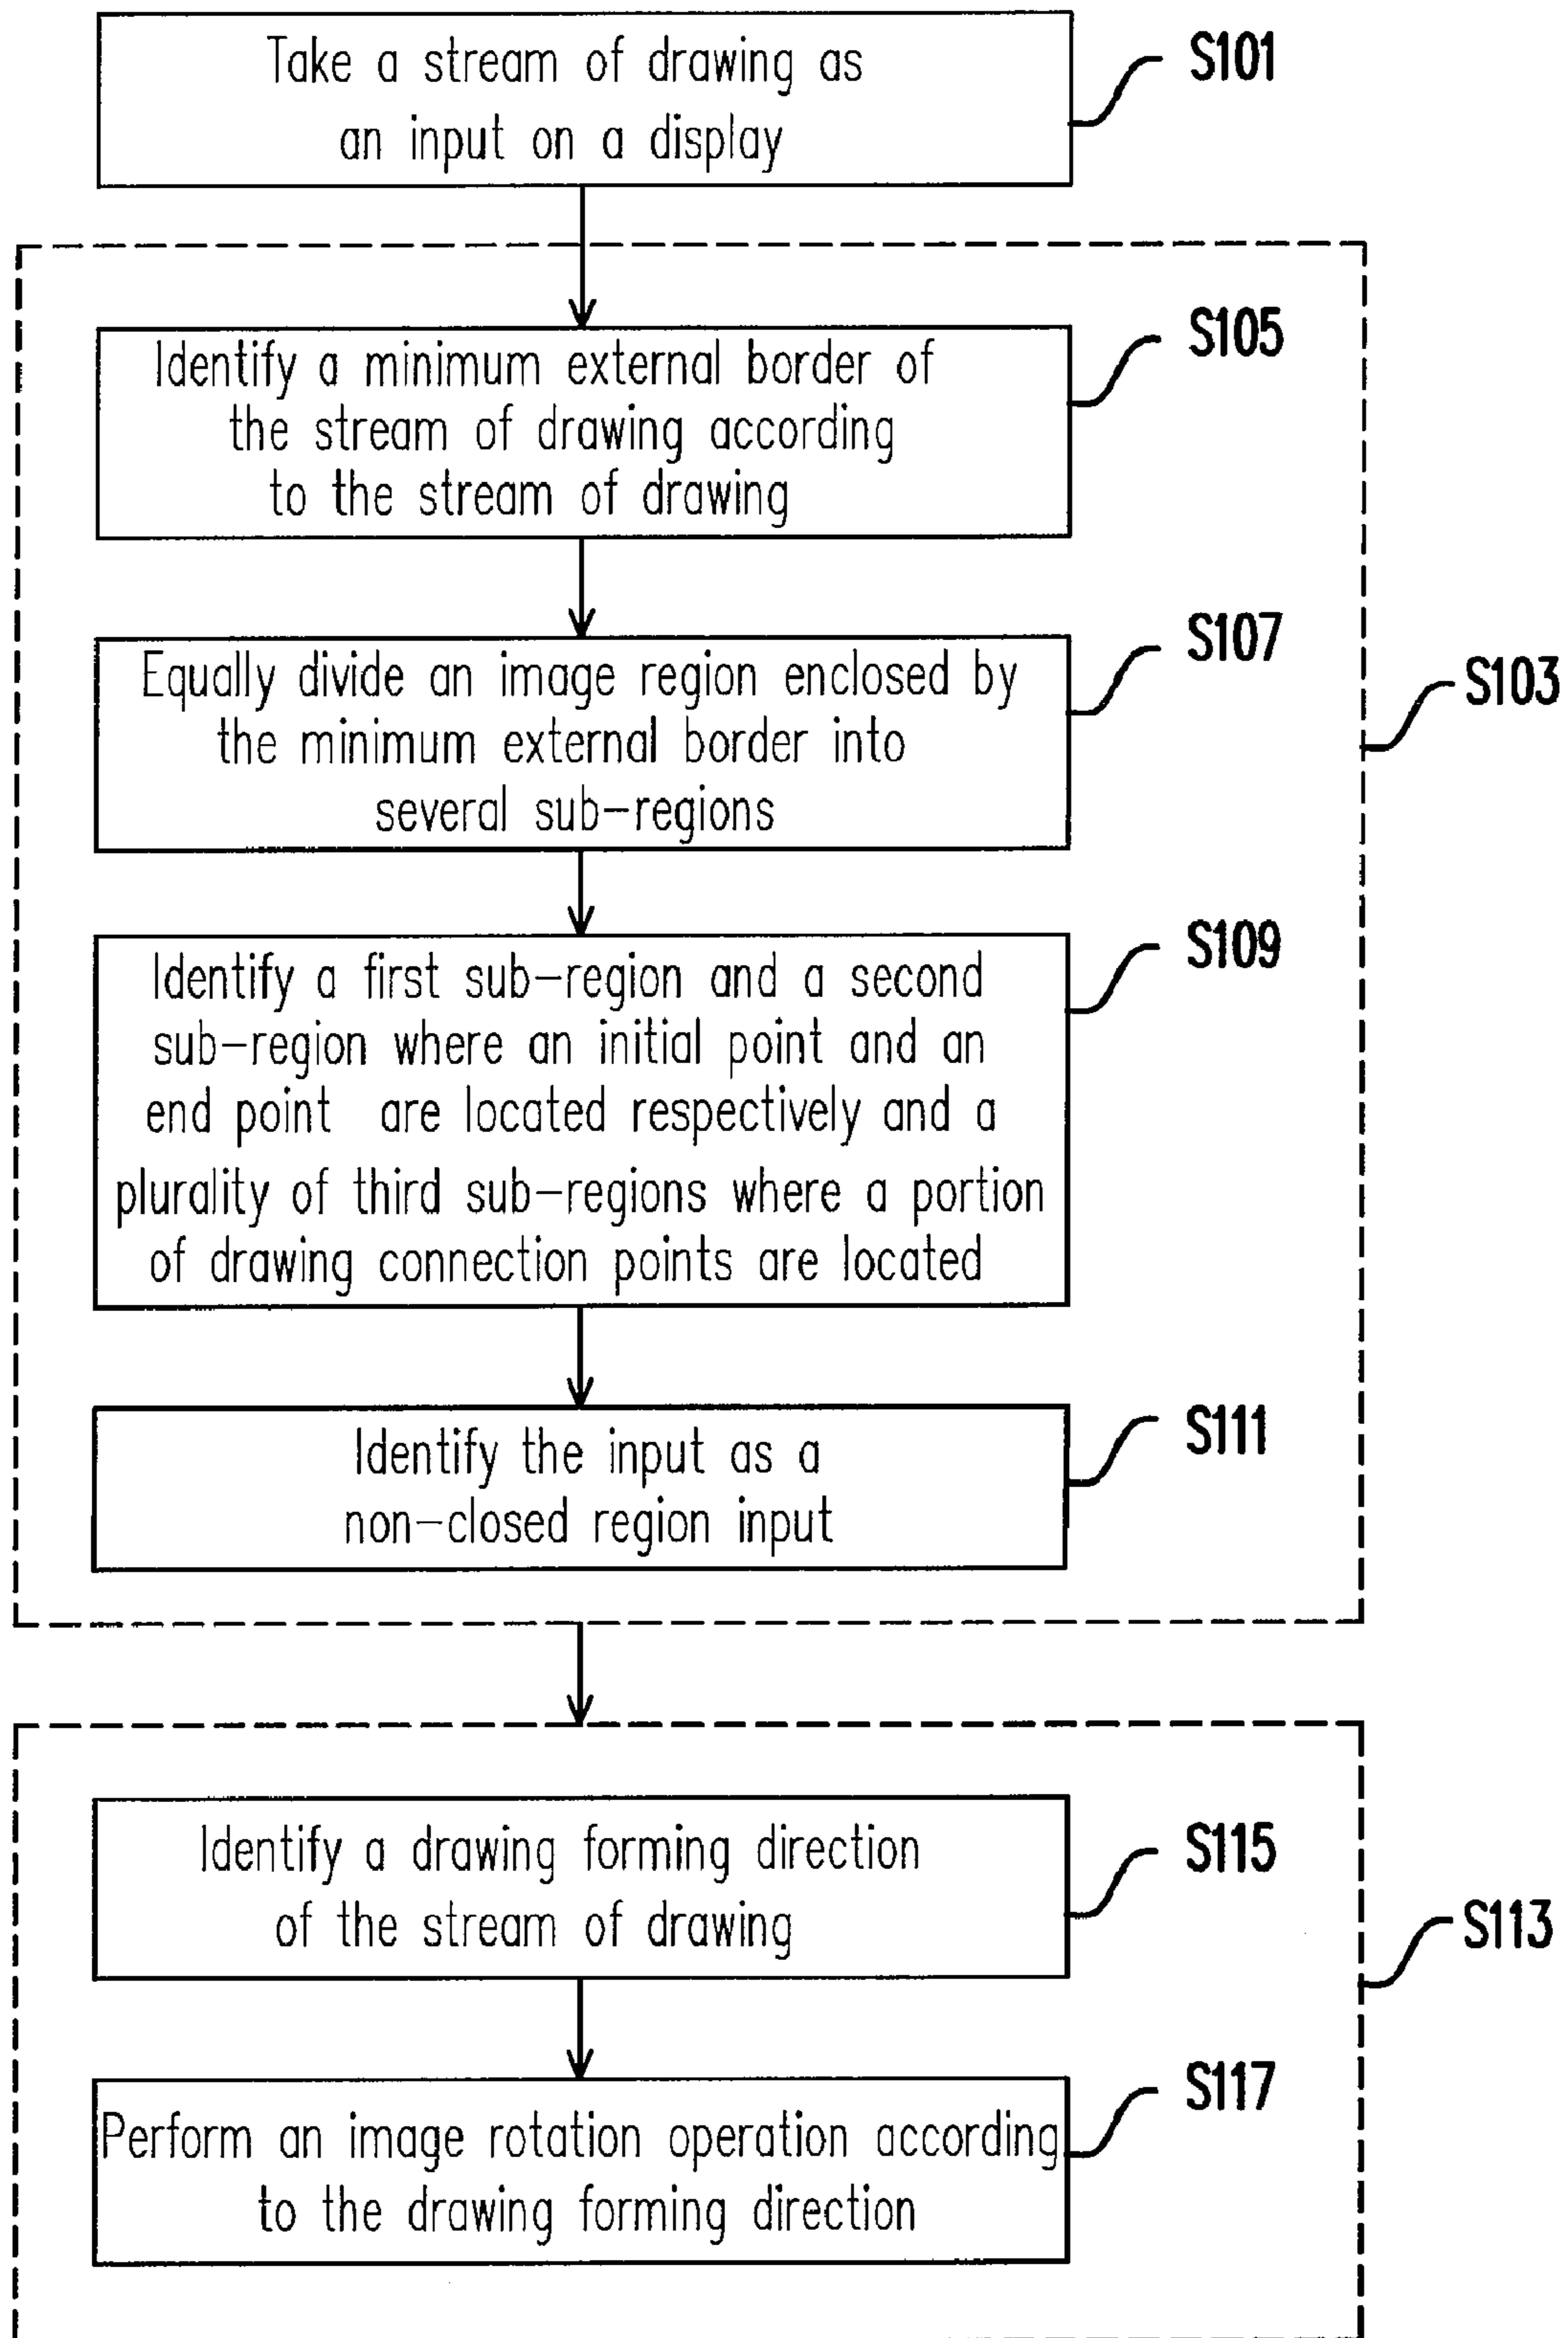 Take a stream of drawing as
an input on a display
S101
Identify a minimum external border of
the stream of drawing according
to the stream of drawing
S105
Equally divide an image region enclosed by
the minimum external border into
several sub-regions
S107
S103
Identify a first sub-region and a second
sub-region where an initial point and an
end point are located respectively and a
plurality of third sub-regions where a portion
of drawing connection points are located
S109
Identify the input as a
non-closed region input
S111
Identify a drawing forming direction
of the stream of drawing
S115
S113
Perform an image rotation operation according
to the drawing forming direction
S117